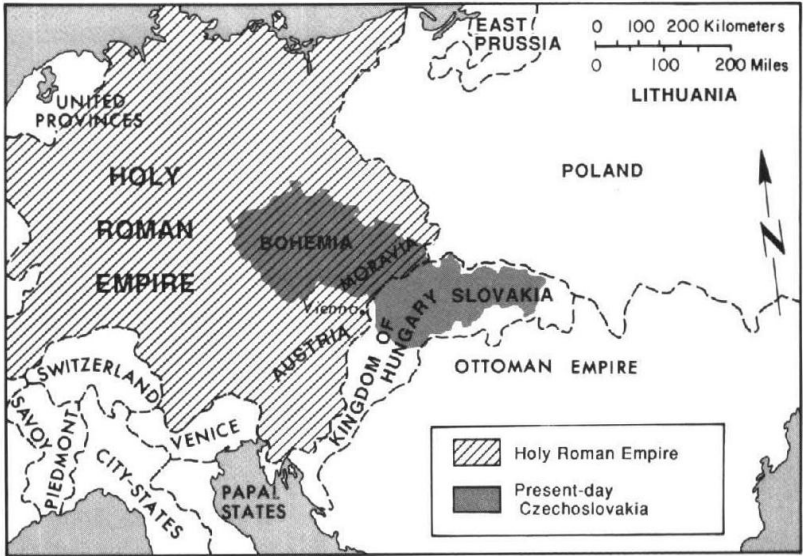 EAST PRUSSIA
0 100 200 Kilometers
0 100 200 Miles
LITHUANIA
UNITED
PROVINCES
POLAND
HOLY
ROMAN
EMPIRE
N
BOHEMIA
MORAVIA
SLOVAKIA
Vienna
AUSTRIA
KINGDOM OF
HUNGARY
OTTOMAN EMPIRE
SWITZERLAND
SAVOY
PIEDMONT
VENICE
CITY-STATES
PAPAL
STATES
Holy Roman Empire
Present-day
Czechoslovakia